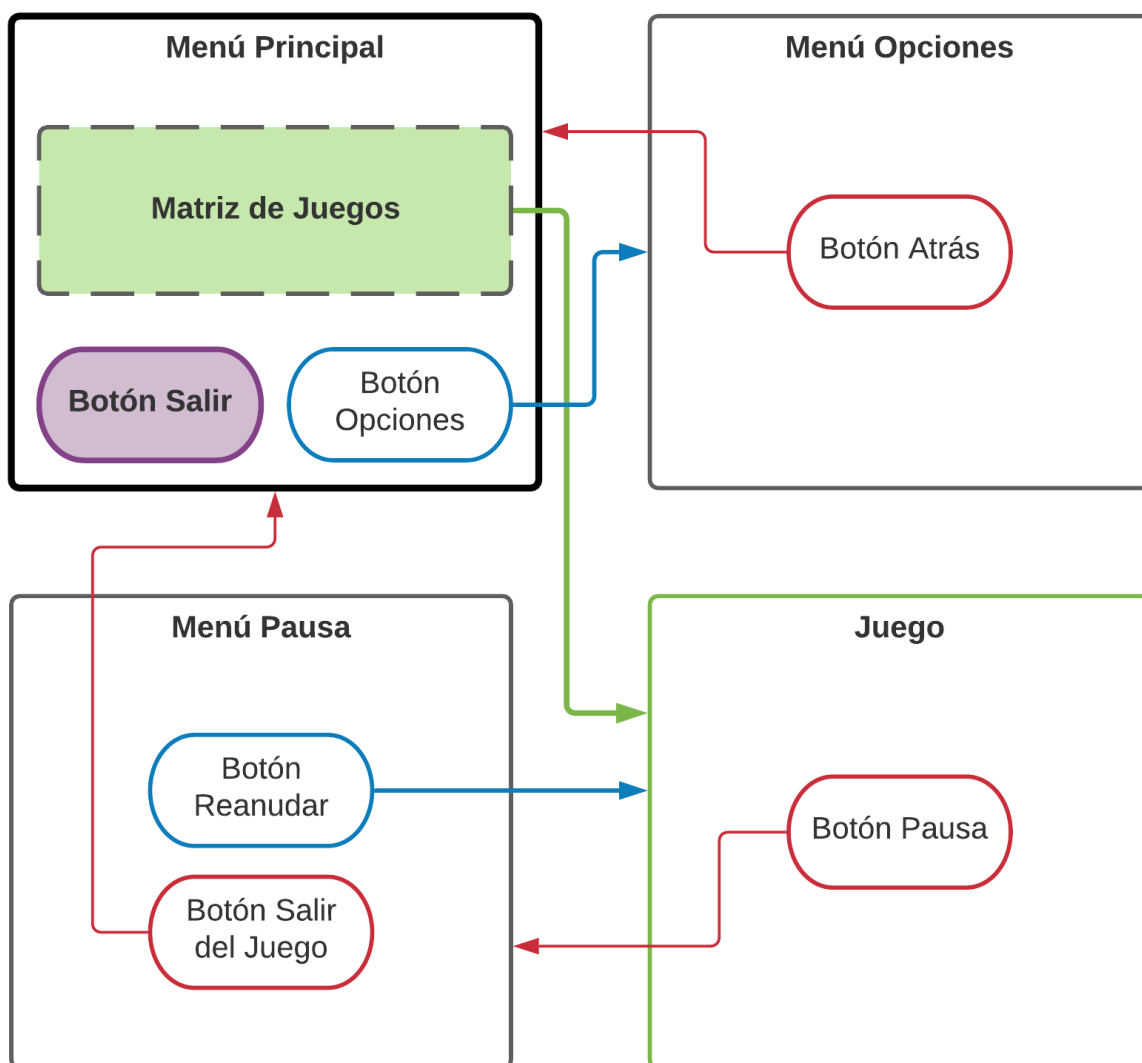 Menú Principal
Matriz de Juegos
Botón Salir
Botón
Opciones
Menú Opciones
Botón Atrás
Menú Pausa
Botón
Reanudar
Botón Salir
del Juego
Juego
Botón Pausa